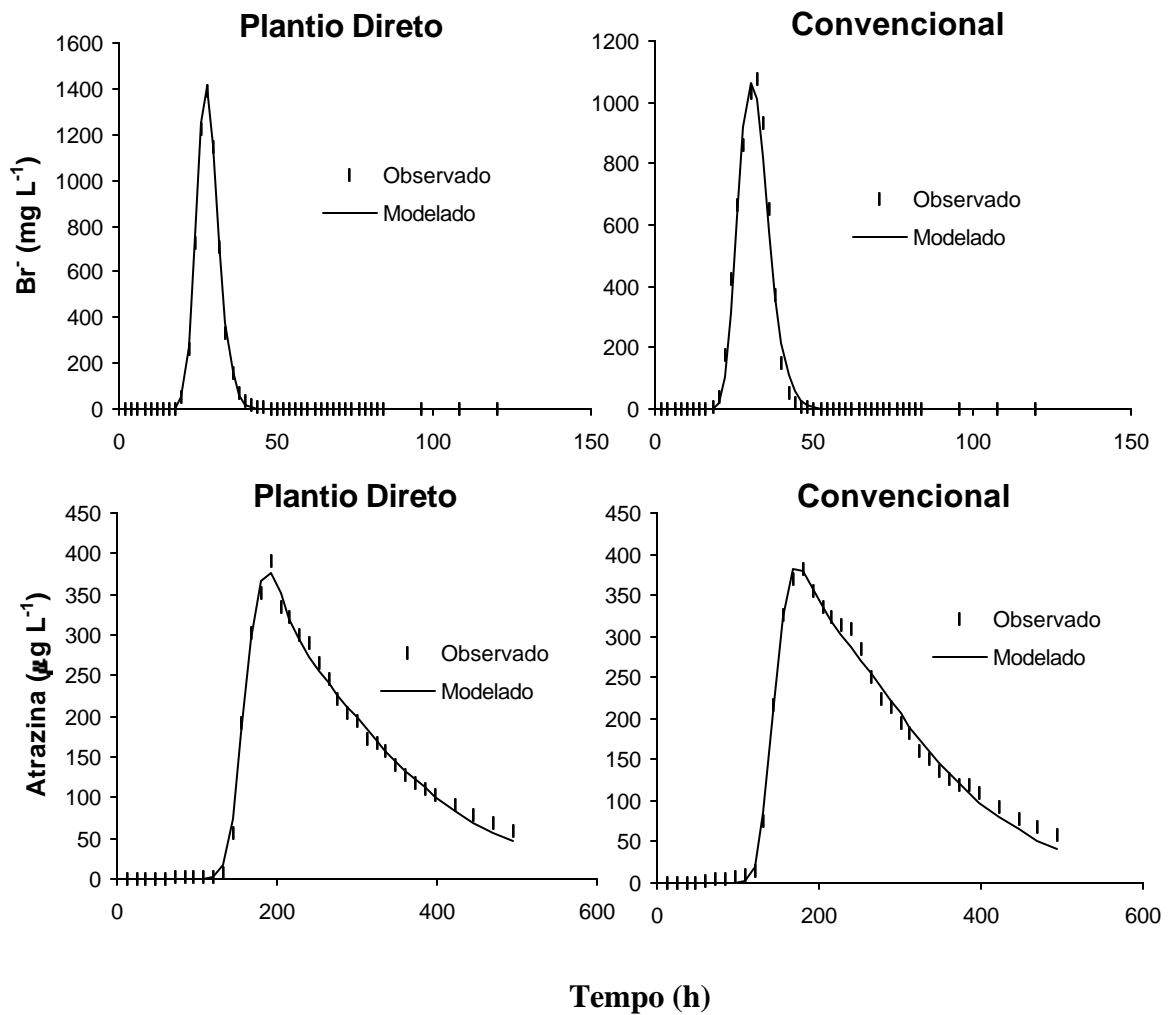 Plantio Direto
Convencional
1600
1400
1200
1000
800
600
400
200
0
0 50 100 150
Br- (mg L-1)
Observado
Modelado
1200
1000
800
600
400
200
0
0 50 100 150
Observado
Modelado
Plantio Direto
Convencional
450
400
350
300
250
200
150
100
50
0
0 200 400 600
Atrazina (µg L-1)
Observado
Modelado
450
400
350
300
250
200
150
100
50
0
0 200 400 600
Observado
Modelado
Tempo (h)